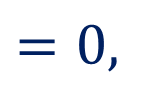 = 0,